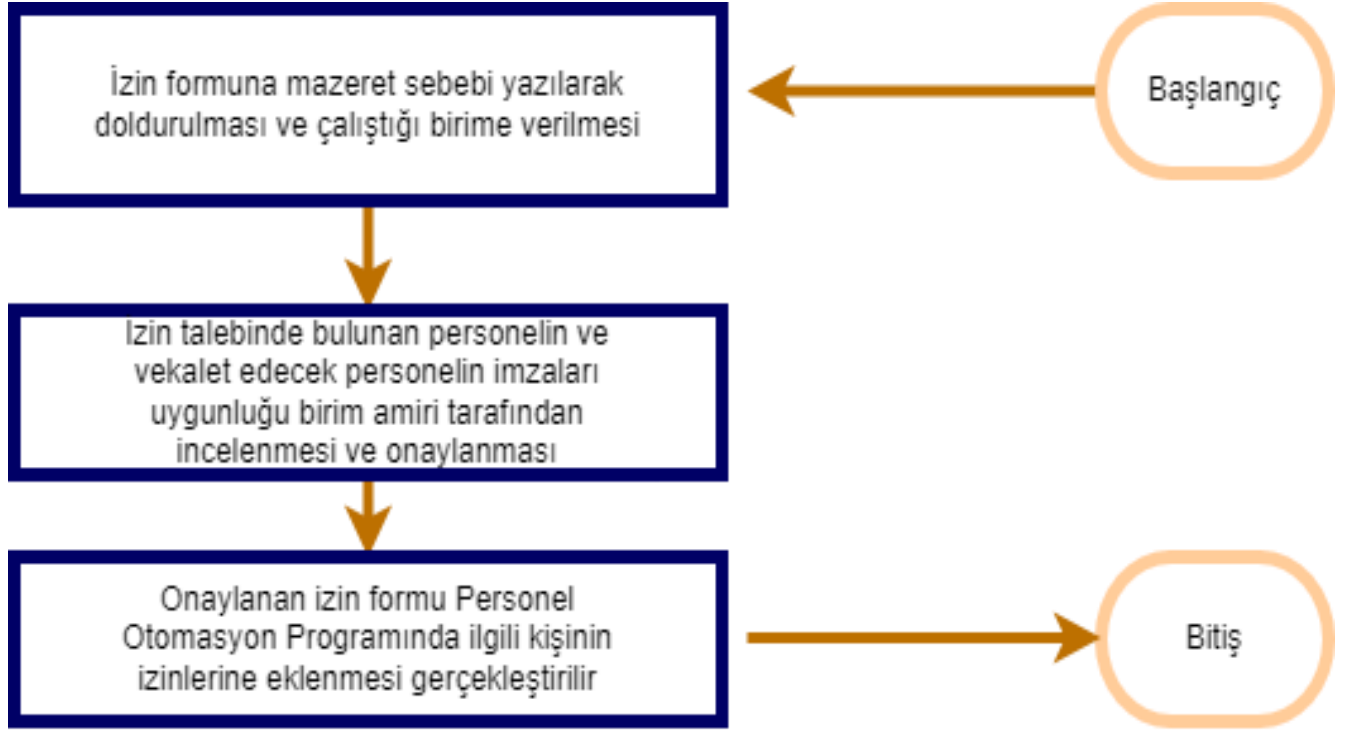 Başlangıç
İzin formuna mazeret sebebi yazılarak
doldurulması ve çalıştığı birime verilmesi
Izin talebinde bulunan personelin ve
vekalet edecek personelin imzaları
uygunluğu birim amiri tarafından
incelenmesi ve onaylanması
Onaylanan izin formu Personel
Otomasyon Programında ilgili kişinin
izinlerine eklenmesi gerçekleştirilir
Bitiş